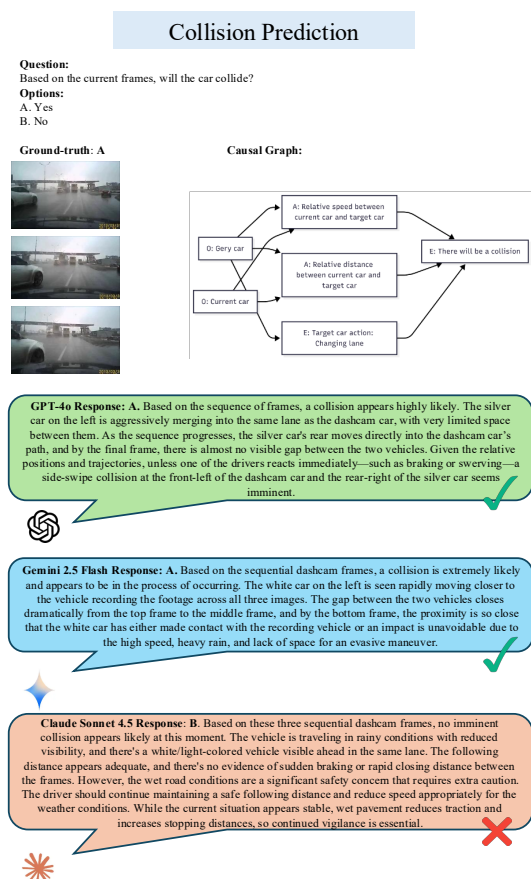 Collision Prediction
Question:
Based on the current frames, will the car collide?
Options:
A. Yes
B. No
Ground-truth: A
Causal Graph:
O: Gery car
O: Current car
A: Relative speed between
current car and target car
A: Relative distance
between current car and
target car
E: Target car action:
Changing lane
E: There will be a collision
GPT-4o Response: A. Based on the sequence of frames, a collision appears highly likely. The silver
car on the left is aggressively merging into the same lane as the dashcam car, with very limited space
between them. As the sequence progresses, the silver car's rear moves directly into the dashcam car's
path, and by the final frame, there is almost no visible gap between the two vehicles. Given the relative
positions and trajectories, unless one of the drivers reacts immediately—such as braking or swerving—a
side-swipe collision at the front-left of the dashcam car and the rear-right of the silver car seems
imminent.
Gemini 2.5 Flash Response: A. Based on the sequential dashcam frames, a collision is extremely likely
and appears to be in the process of occurring. The white car on the left is seen rapidly moving closer to
the vehicle recording the footage across all three images. The gap between the two vehicles closes
dramatically from the top frame to the middle frame, and by the bottom frame, the proximity is so close
that the white car has either made contact with the recording vehicle or an impact is unavoidable due to
the high speed, heavy rain, and lack of space for an evasive maneuver.
Claude Sonnet 4.5 Response: B. Based on these three sequential dashcam frames, no imminent
collision appears likely at this moment. The vehicle is traveling in rainy conditions with reduced
visibility, and there's a white/light-colored vehicle visible ahead in the same lane. The following
distance appears adequate, and there's no evidence of sudden braking or rapid closing distance between
the frames. However, the wet road conditions are a significant safety concern that requires extra caution.
The driver should continue maintaining a safe following distance and reduce speed appropriately for the
weather conditions. While the current situation appears stable, wet pavement reduces traction and
increases stopping distances, so continued vigilance is essential.